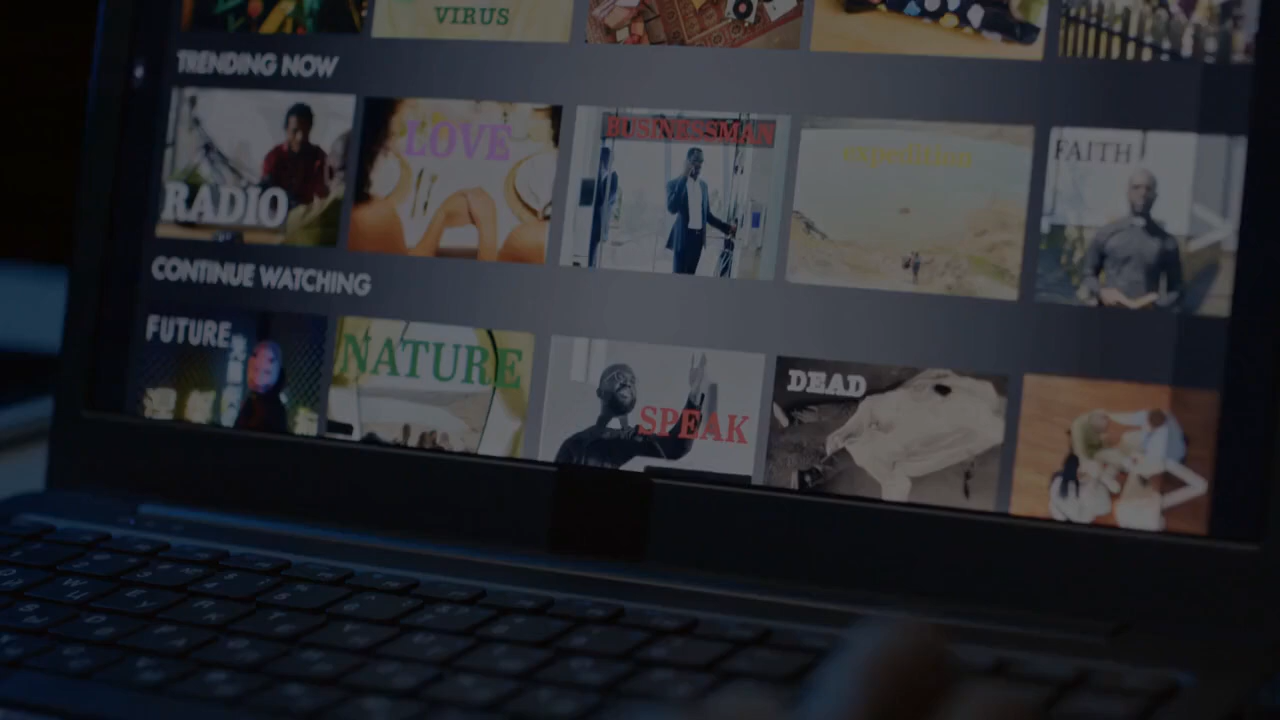 VIRUS
TRENDING NOW
RADIO
LOVE
BUSINESSMAN
expedition
FAITH
CONTINUE WATCHING
FUTURE
NATURE
SPEAK
DEAD